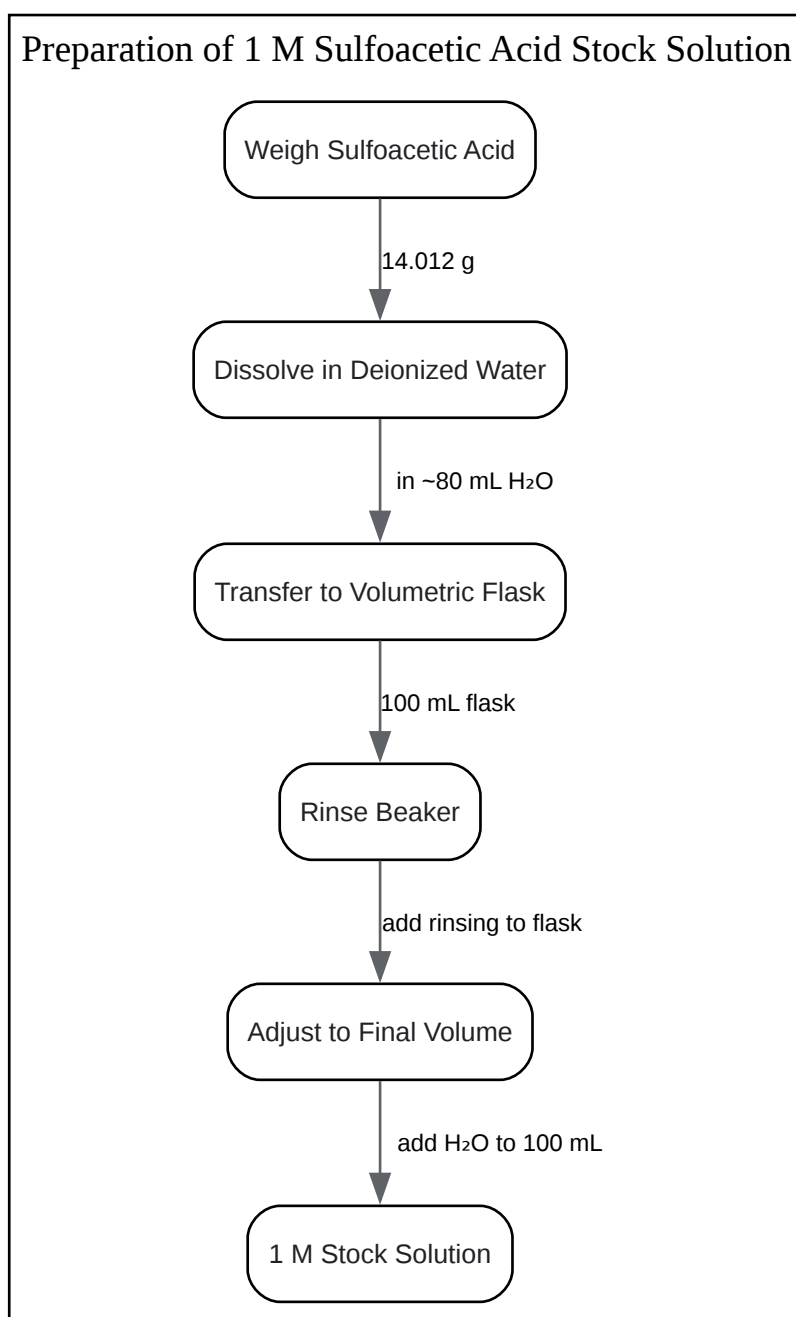 Preparation of 1 M Sulfoacetic Acid Stock Solution
Weigh Sulfoacetic Acid
14.012 g
Dissolve in Deionized Water
in ~80 mL H₂O
Transfer to Volumetric Flask
100 mL flask
Rinse Beaker
add rinsing to flask
Adjust to Final Volume
add H₂O to 100 mL
1 M Stock Solution